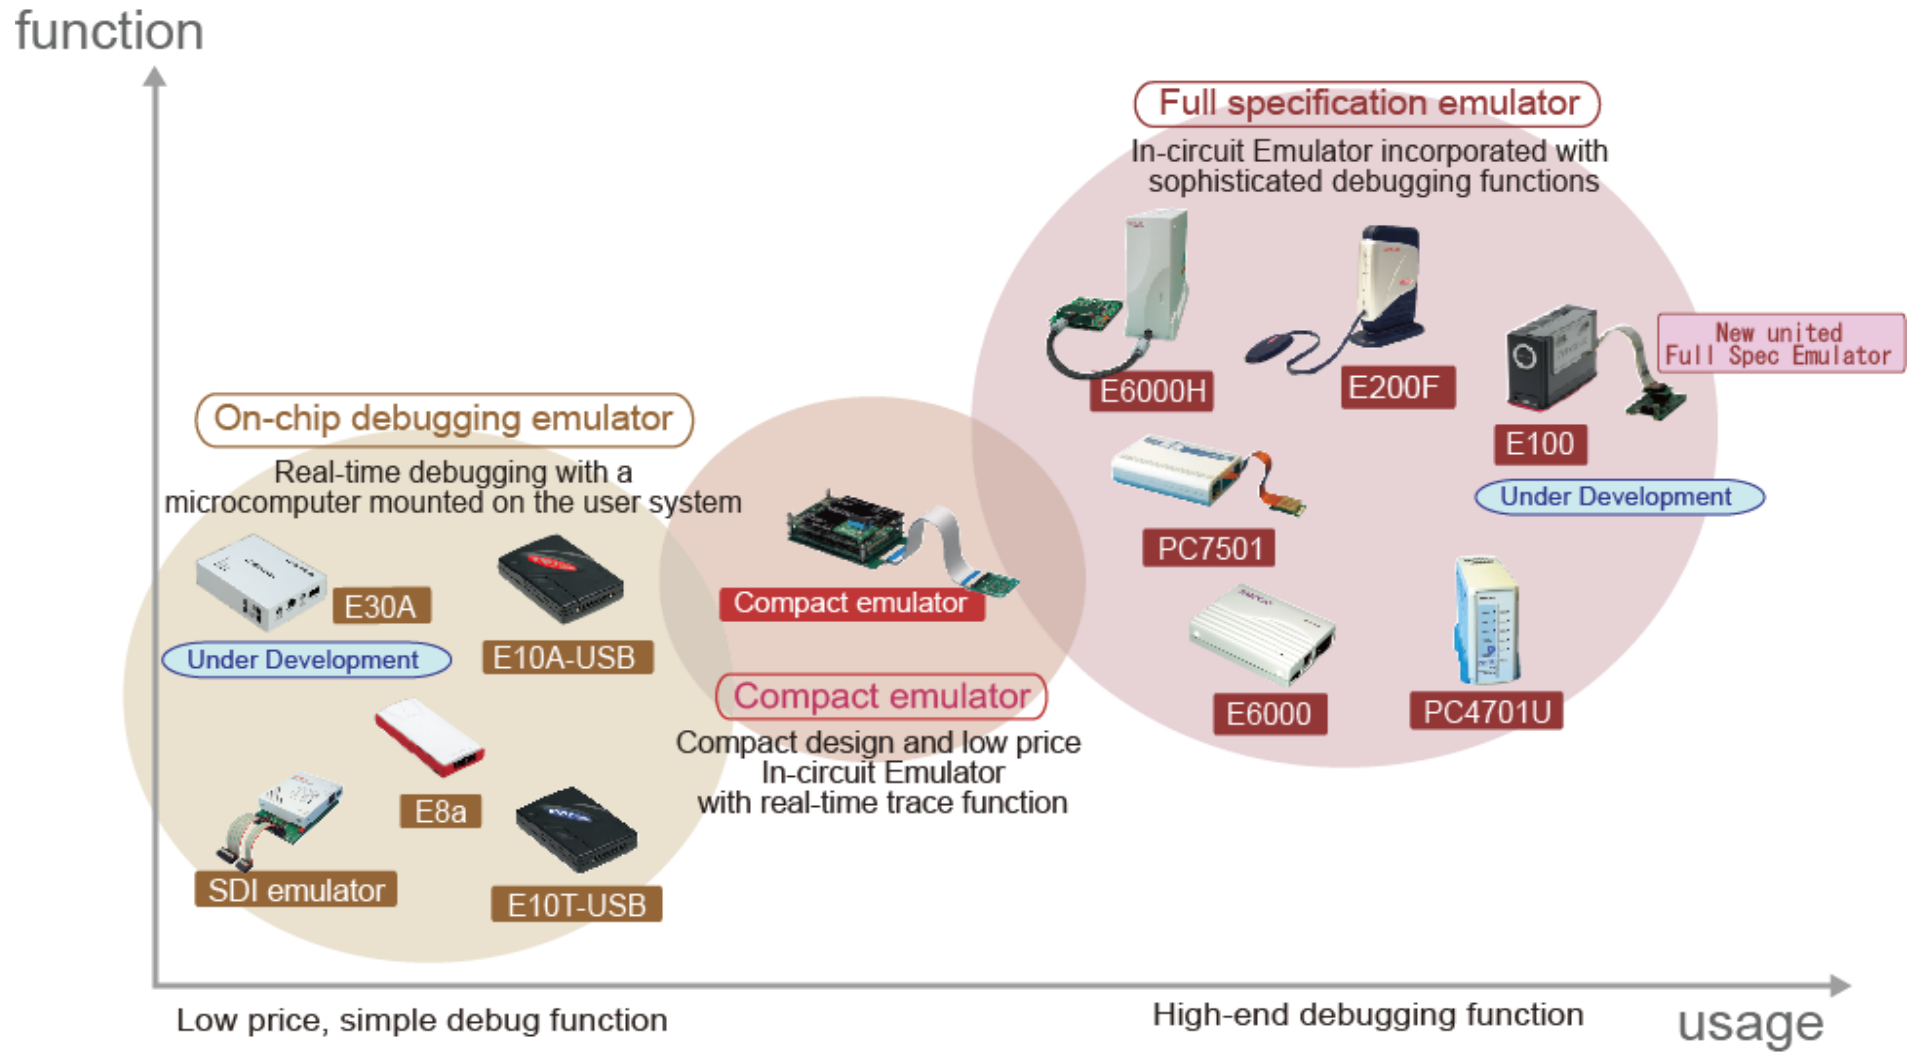 function
Full specification emulator
In-circuit Emulator incorporated with
sophisticated debugging functions
E6000H
E200F
New united
Full Spec Emulator
E100
Under Development
PC7501
E6000
PC4701U
On-chip debugging emulator
Real-time debugging with a
microcomputer mounted on the user system
E30A
Under Development
E10A-USB
E8a
SDI emulator
E10T-USB
Compact emulator
Compact emulator
Compact design and low price
In-circuit Emulator
with real-time trace function
Low price, simple debug function
High-end debugging function
usage